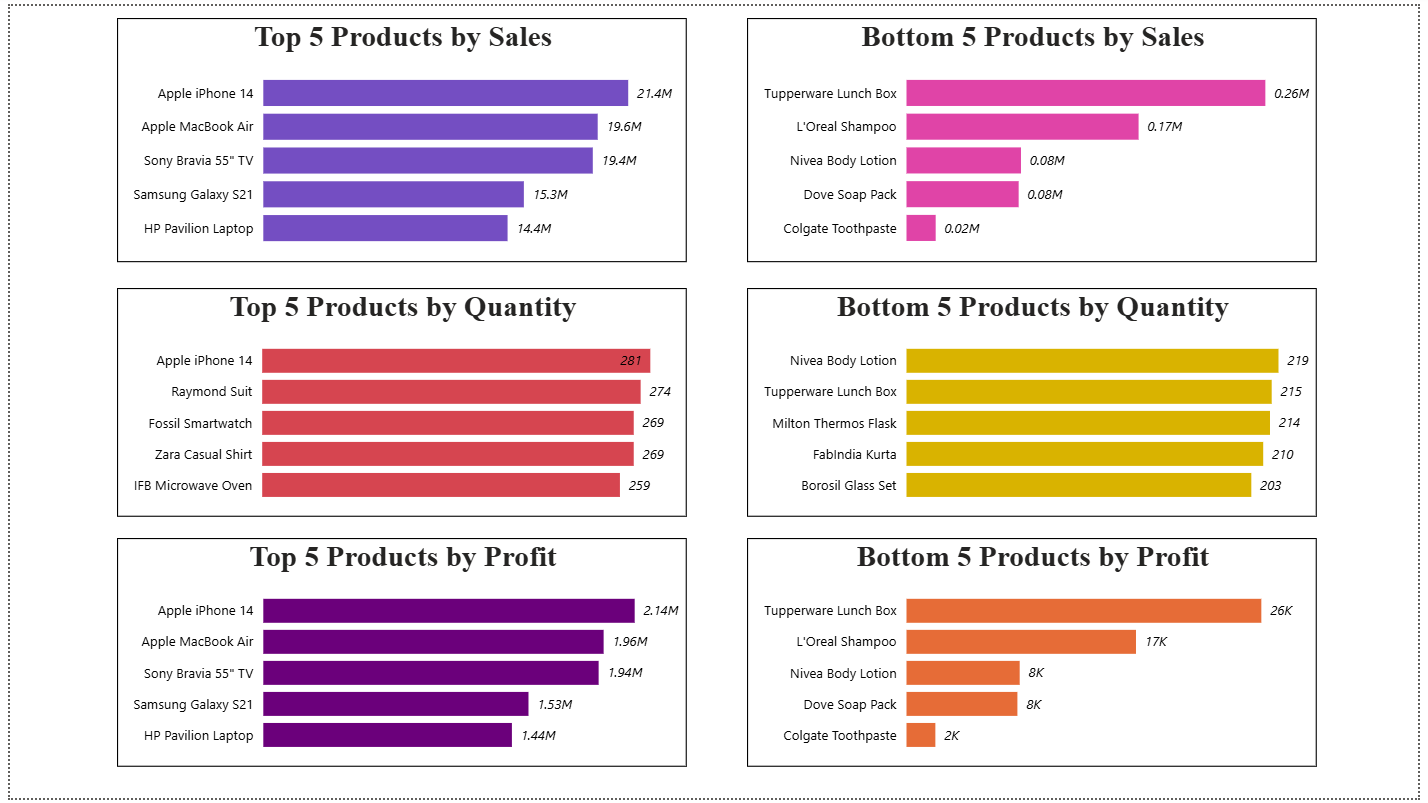 Top 5 Products by Sales
Apple iPhone 14 21.4M
Apple MacBook Air 19.6M
Sony Bravia 55" TV 19.4M
Samsung Galaxy S21 15.3M
HP Pavilion Laptop 14.4M
Bottom 5 Products by Sales
Tupperware Lunch Box 0.26M
L'Oreal Shampoo 0.17M
Nivea Body Lotion 0.08M
Dove Soap Pack 0.08M
Colgate Toothpaste 0.02M
Top 5 Products by Quantity
Apple iPhone 14 281
Raymond Suit 274
Fossil Smartwatch 269
Zara Casual Shirt 269
IFB Microwave Oven 259
Bottom 5 Products by Quantity
Nivea Body Lotion 219
Tupperware Lunch Box 215
Milton Thermos Flask 214
FabIndia Kurta 210
Borosil Glass Set 203
Top 5 Products by Profit
Apple iPhone 14 2.14M
Apple MacBook Air 1.96M
Sony Bravia 55" TV 1.94M
Samsung Galaxy S21 1.53M
HP Pavilion Laptop 1.44M
Bottom 5 Products by Profit
Tupperware Lunch Box 26K
L'Oreal Shampoo 17K
Nivea Body Lotion 8K
Dove Soap Pack 8K
Colgate Toothpaste 2K